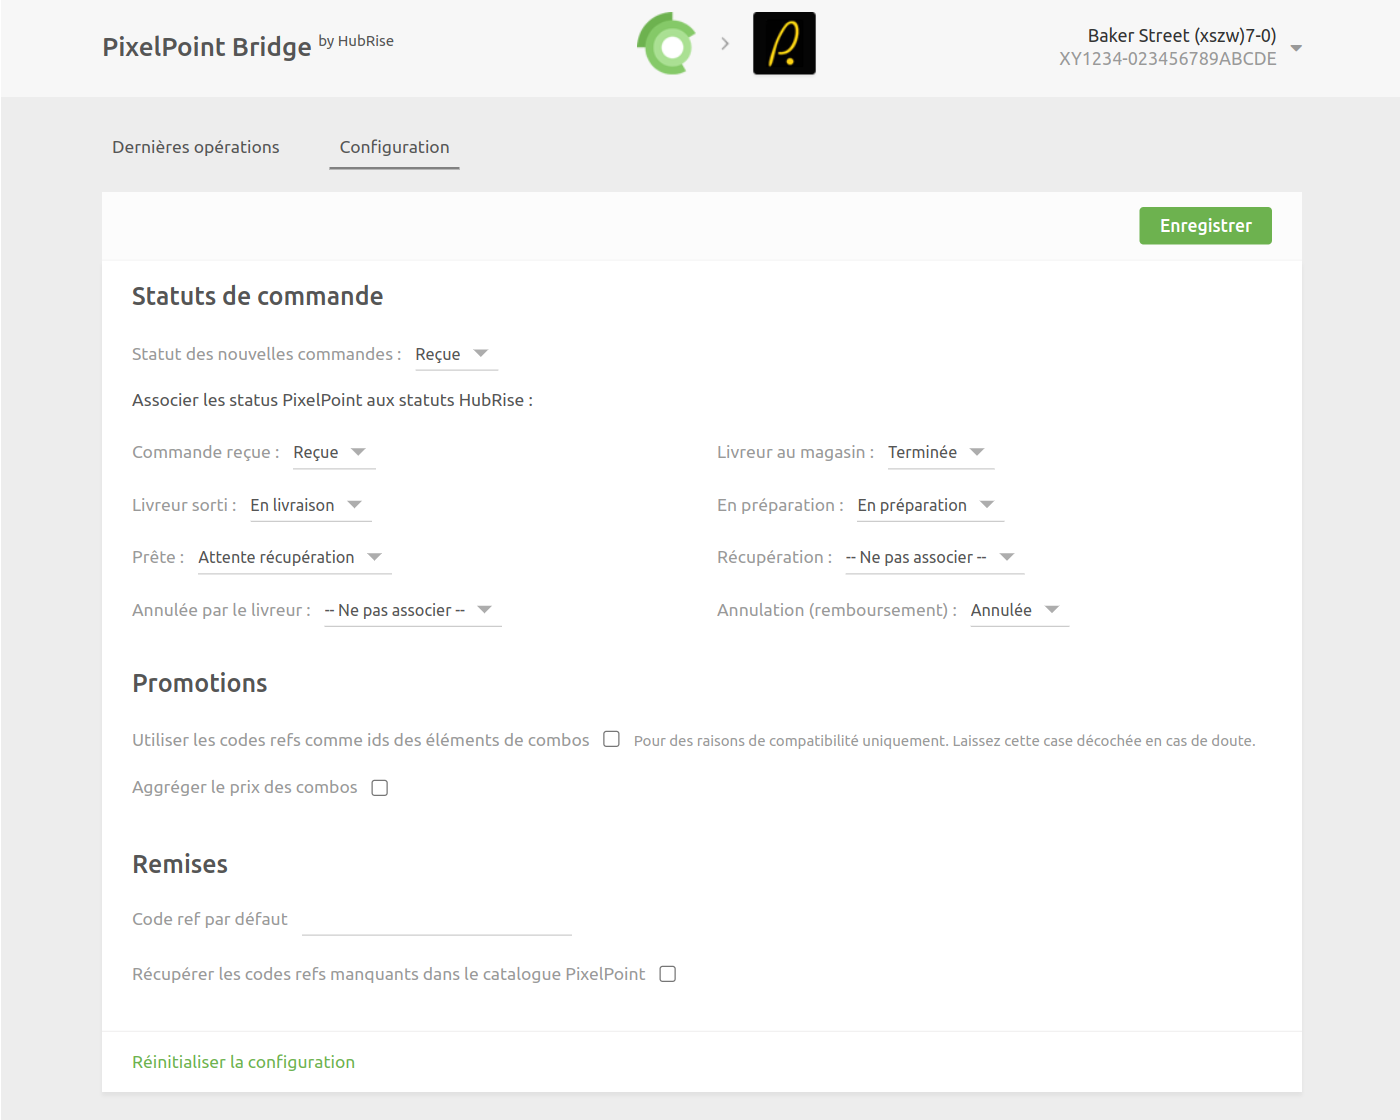 PixelPoint Bridge by HubRise
Baker Street (xszw)7-0)
XY1234-023456789ABCDE
Dernières opérations
Configuration
Enregistrer
Statuts de commande
Statut des nouvelles commandes : Reçue
Associer les status PixelPoint aux statuts HubRise :
Commande reçue : Reçue
Livreur au magasin : Terminée
Livreur sorti : En livraison
En préparation : En préparation
Prête : Attente récupération
Récupération : -- Ne pas associer --
Annulée par le livreur : -- Ne pas associer --
Annulation (remboursement) : Annulée
Promotions
Utiliser les codes refs comme ids des éléments de combos Pour des raisons de compatibilité uniquement. Laissez cette case décochée en cas de doute.
Aggréger le prix des combos
Remises
Code ref par défaut
Récupérer les codes refs manquants dans le catalogue PixelPoint
Réinitialiser la configuration